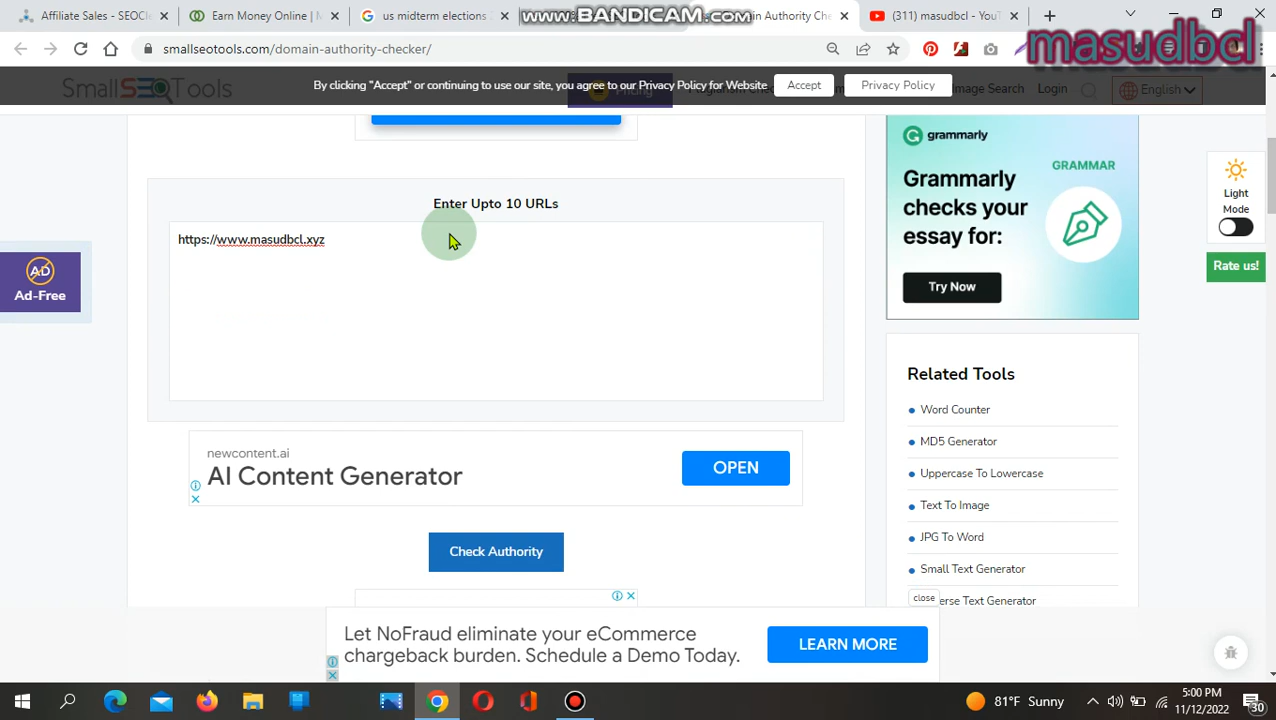 Affiliate Sales - SEOCle
Earn Money Online | M
us midterm elections 2
www.BANDICAM.com
main Authority Che
(311) masudbcl - YouT
smallseotools.com/domain-authority-checker/
masudbcl
SmallSEOTools
By clicking "Accept" or continuing to use our site, you agree to our Privacy Policy for Website
Accept
Privacy Policy
Image Search
Login
English
Enter Upto 10 URLs
https://www.masudbcl.xyz
AD
Ad-Free
grammarly
GRAMMAR
Grammarly
checks your
essay for:
Try Now
Light
Mode
Rate us!
Related Tools
Word Counter
MD5 Generator
Uppercase To Lowercase
Text To Image
JPG To Word
Small Text Generator
erse Text Generator
newcontent.ai
AI Content Generator
OPEN
Check Authority
close
Let NoFraud eliminate your eCommerce
chargeback burden. Schedule a Demo Today.
LEARN MORE
81°F Sunny
5:00 PM
11/12/2022
30